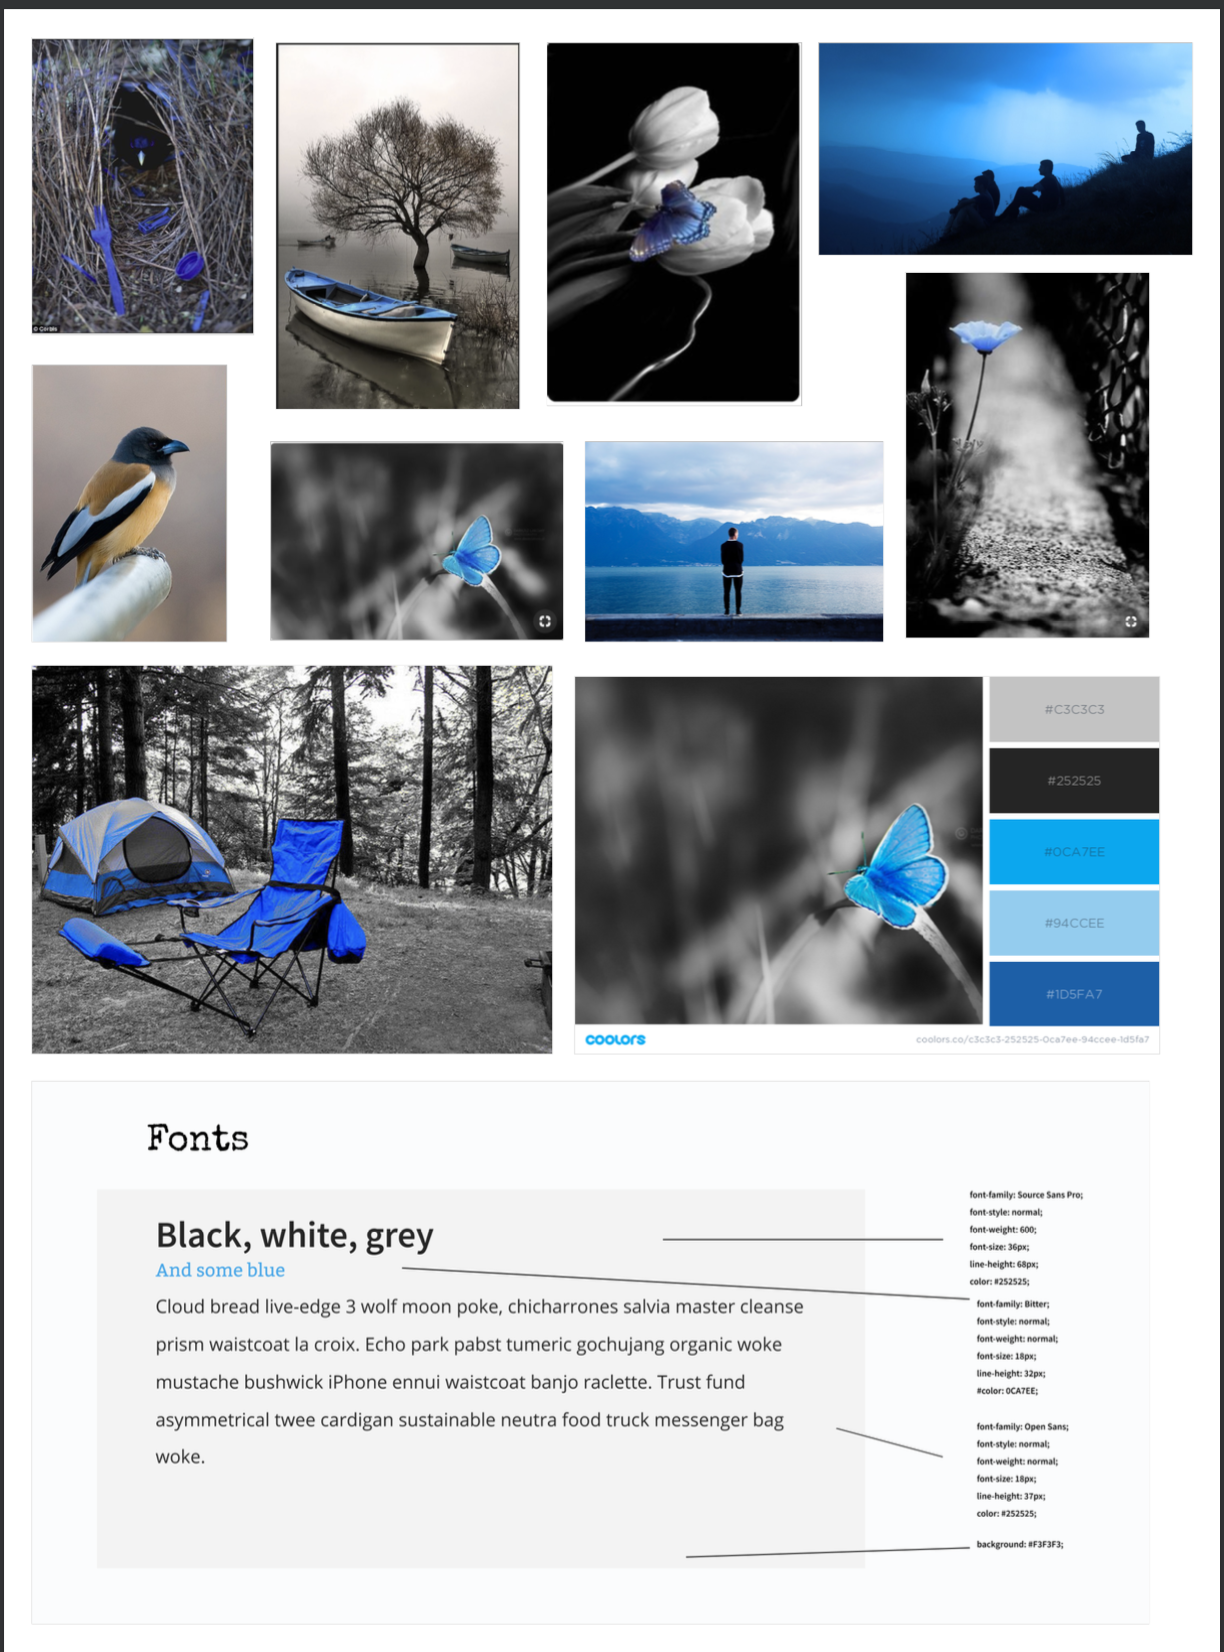 © Corbis
#C3C3C3
#252525
#0CA7EE
#94CCEE
#1D5FA7
coolors
coolors.co/c3c3c3-252525-0ca7ee-94ccee-1d5fa7
Fonts
Black, white, grey
And some blue
Cloud bread live-edge 3 wolf moon poke, chicharrones salvia master cleanse
prism waistcoat la croix. Echo park pabst tumeric gochujang organic woke
mustache bushwick iPhone ennui waistcoat banjo raclette. Trust fund
asymmetrical twee cardigan sustainable neutra food truck messenger bag
woke.
font-family: Source Sans Pro;
font-style: normal;
font-weight: 600;
font-size: 36px;
line-height: 68px;
color: #252525;
font-family: Bitter;
font-style: normal;
font-weight: normal;
font-size: 18px;
line-height: 32px;
#color: 0CA7EE;
font-family: Open Sans;
font-style: normal;
font-weight: normal;
font-size: 18px;
line-height: 37px;
color: #252525;
background: #F3F3F3;